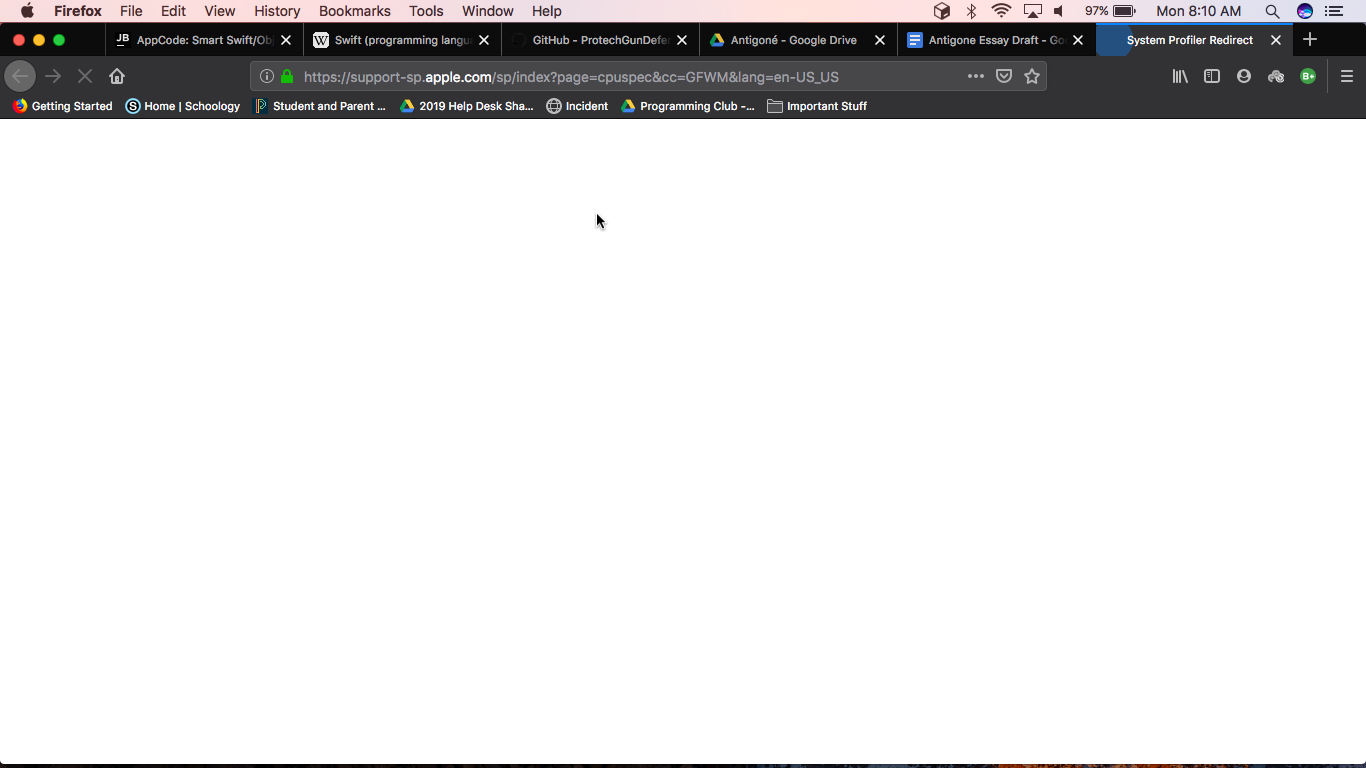 Firefox File Edit View History Bookmarks Tools Window Help 97% Mon 8:10 AM
JB AppCode: Smart Swift/Ob W Swift (programming langu GitHub - ProtechGunDefe Antigoné - Google Drive Antigone Essay Draft - Go System Profiler Redirect
https://support-sp.apple.com/sp/index?page=cpuspec&cc=GFWM&lang=en-US_US B+
Getting Started S Home | Schoology Student and Parent ... 2019 Help Desk Sha... Incident Programming Club -... Important Stuff